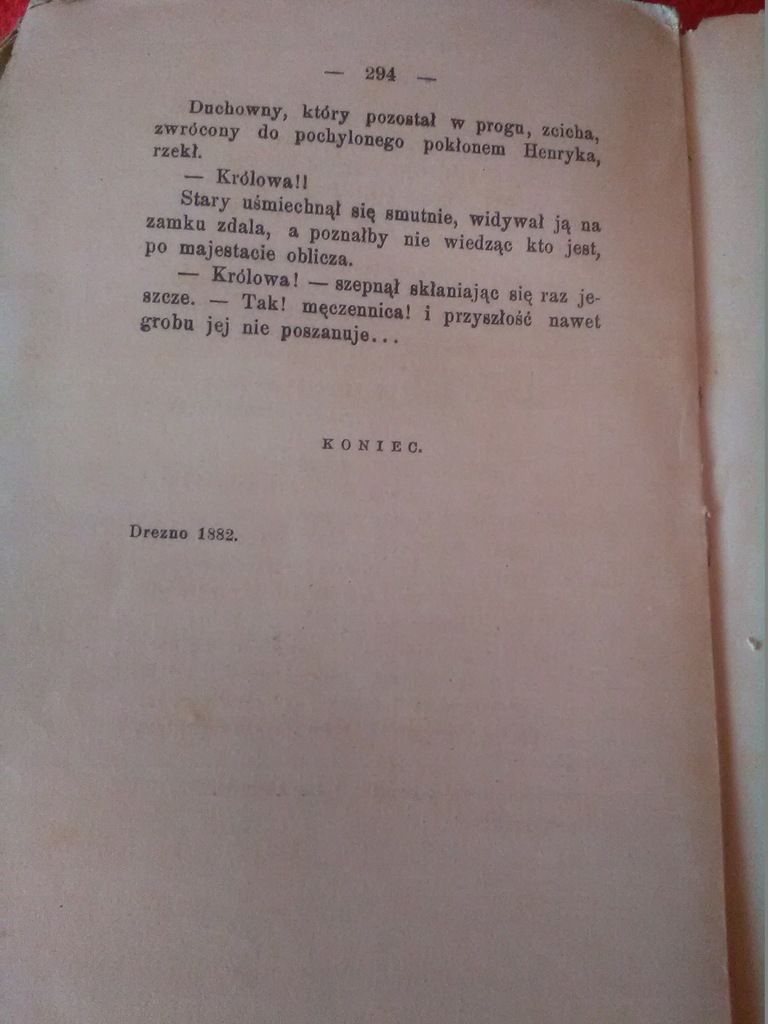 — 294 —
Duchowny, który pozostał w progu, zcicha,
zwrócony do pochylonego pokłonem Henryka,
rzekł.
— Królowa!!
Stary uśmiechnął się smutnie, widywał ją na
zamku zdala, a poznałby nie wiedząc kto jest,
po majestacie oblicza.
— Królowa! — szepnął skłaniając się raz je-
szcze. — Tak! męczennica! i przyszłość nawet
grobu jej nie poszanuje...
KONIEC.
Drezno 1882.